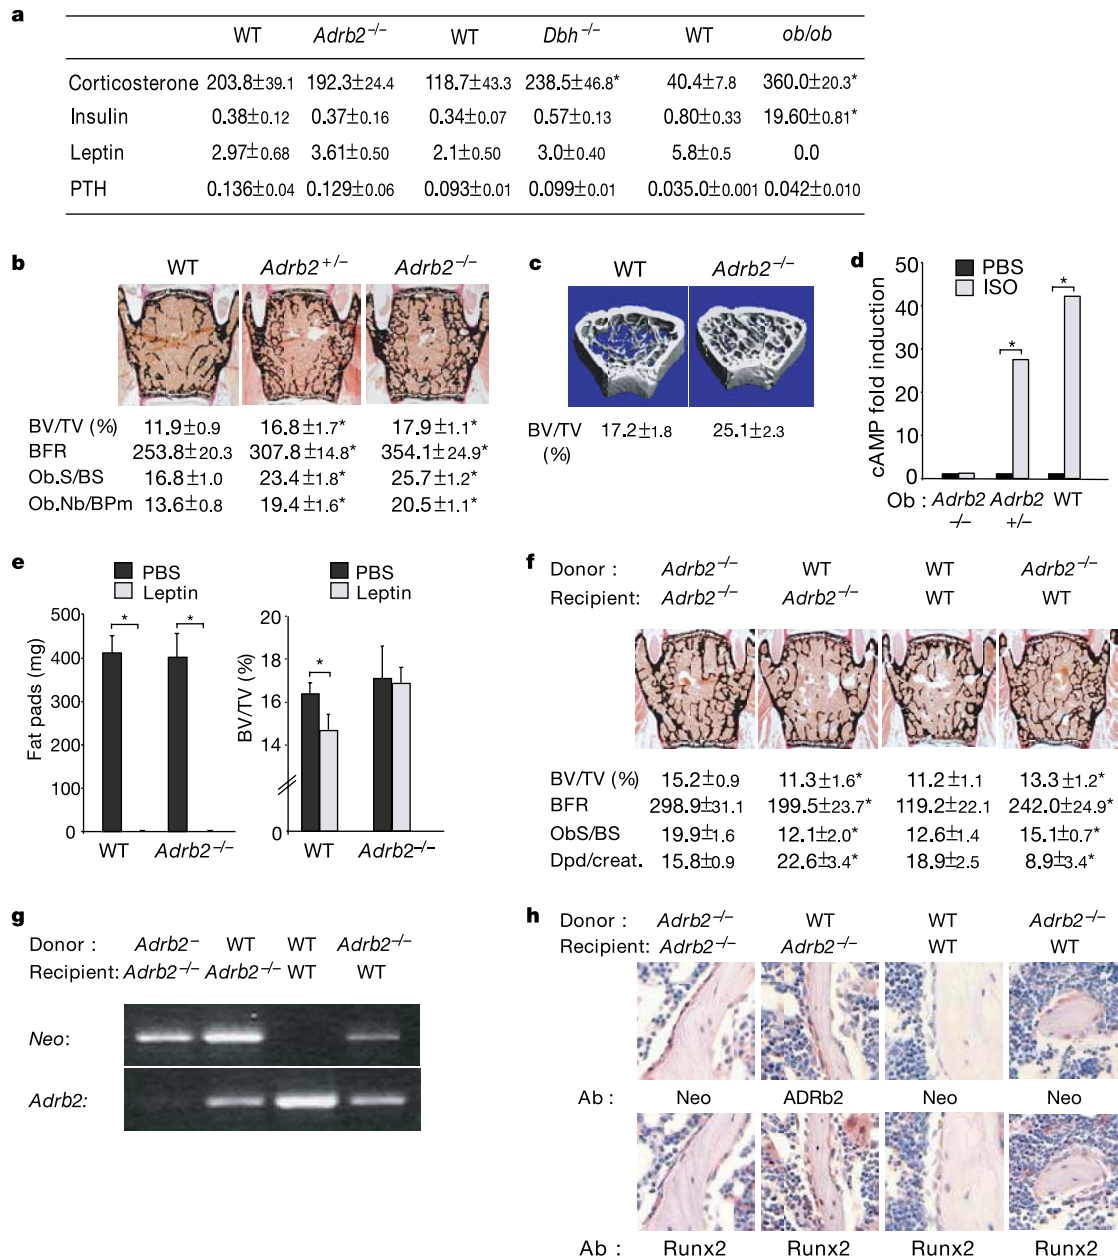 a
WT Adrb2−/− WT Dbh−/− WT ob/ob
Corticosterone 203.8±39.1 192.3±24.4 118.7±43.3 238.5±46.8* 40.4±7.8 360.0±20.3*
Insulin 0.38±0.12 0.37±0.16 0.34±0.07 0.57±0.13 0.80±0.33 19.60±0.81*
Leptin 2.97±0.68 3.61±0.50 2.1±0.50 3.0±0.40 5.8±0.5 0.0
PTH 0.136±0.04 0.129±0.06 0.093±0.01 0.099±0.01 0.035.0±0.001 0.042±0.010
b
WT Adrb2+/− Adrb2−/−
BV/TV (%) 11.9±0.9 16.8±1.7* 17.9±1.1*
BFR 253.8±20.3 307.8±14.8* 354.1±24.9*
Ob.S/BS 16.8±1.0 23.4±1.8* 25.7±1.2*
Ob.Nb/BPm 13.6±0.8 19.4±1.6* 20.5±1.1*
c
WT Adrb2−/−
BV/TV 17.2±1.8 25.1±2.3
(%)
d
PBS
ISO
cAMP fold induction
50
40
30
20
10
0
* *
Ob : Adrb2 Adrb2 WT
−/− +/−
e
PBS
Leptin
Fat pads (mg)
500
400
300
200
100
0
* *
WT Adrb2−/−
PBS
Leptin
BV/TV (%)
18
16
14
0
*
WT Adrb2−/−
f
Donor : Adrb2−/− WT WT Adrb2−/−
Recipient: Adrb2−/− Adrb2−/− WT WT
BV/TV (%) 15.2±0.9 11.3±1.6* 11.2±1.1 13.3±1.2*
BFR 298.9±31.1 199.5±23.7* 119.2±22.1 242.0±24.9*
ObS/BS 19.9±1.6 12.1±2.0* 12.6±1.4 15.1±0.7*
Dpd/creat. 15.8±0.9 22.6±3.4* 18.9±2.5 8.9±3.4*
g
Donor : Adrb2− WT WT Adrb2−/−
Recipient: Adrb2−/− Adrb2−/− WT WT
Neo:
Adrb2:
h
Donor : Adrb2−/− WT WT Adrb2−/−
Recipient: Adrb2−/− Adrb2−/− WT WT
Ab : Neo ADRb2 Neo Neo
Ab : Runx2 Runx2 Runx2 Runx2